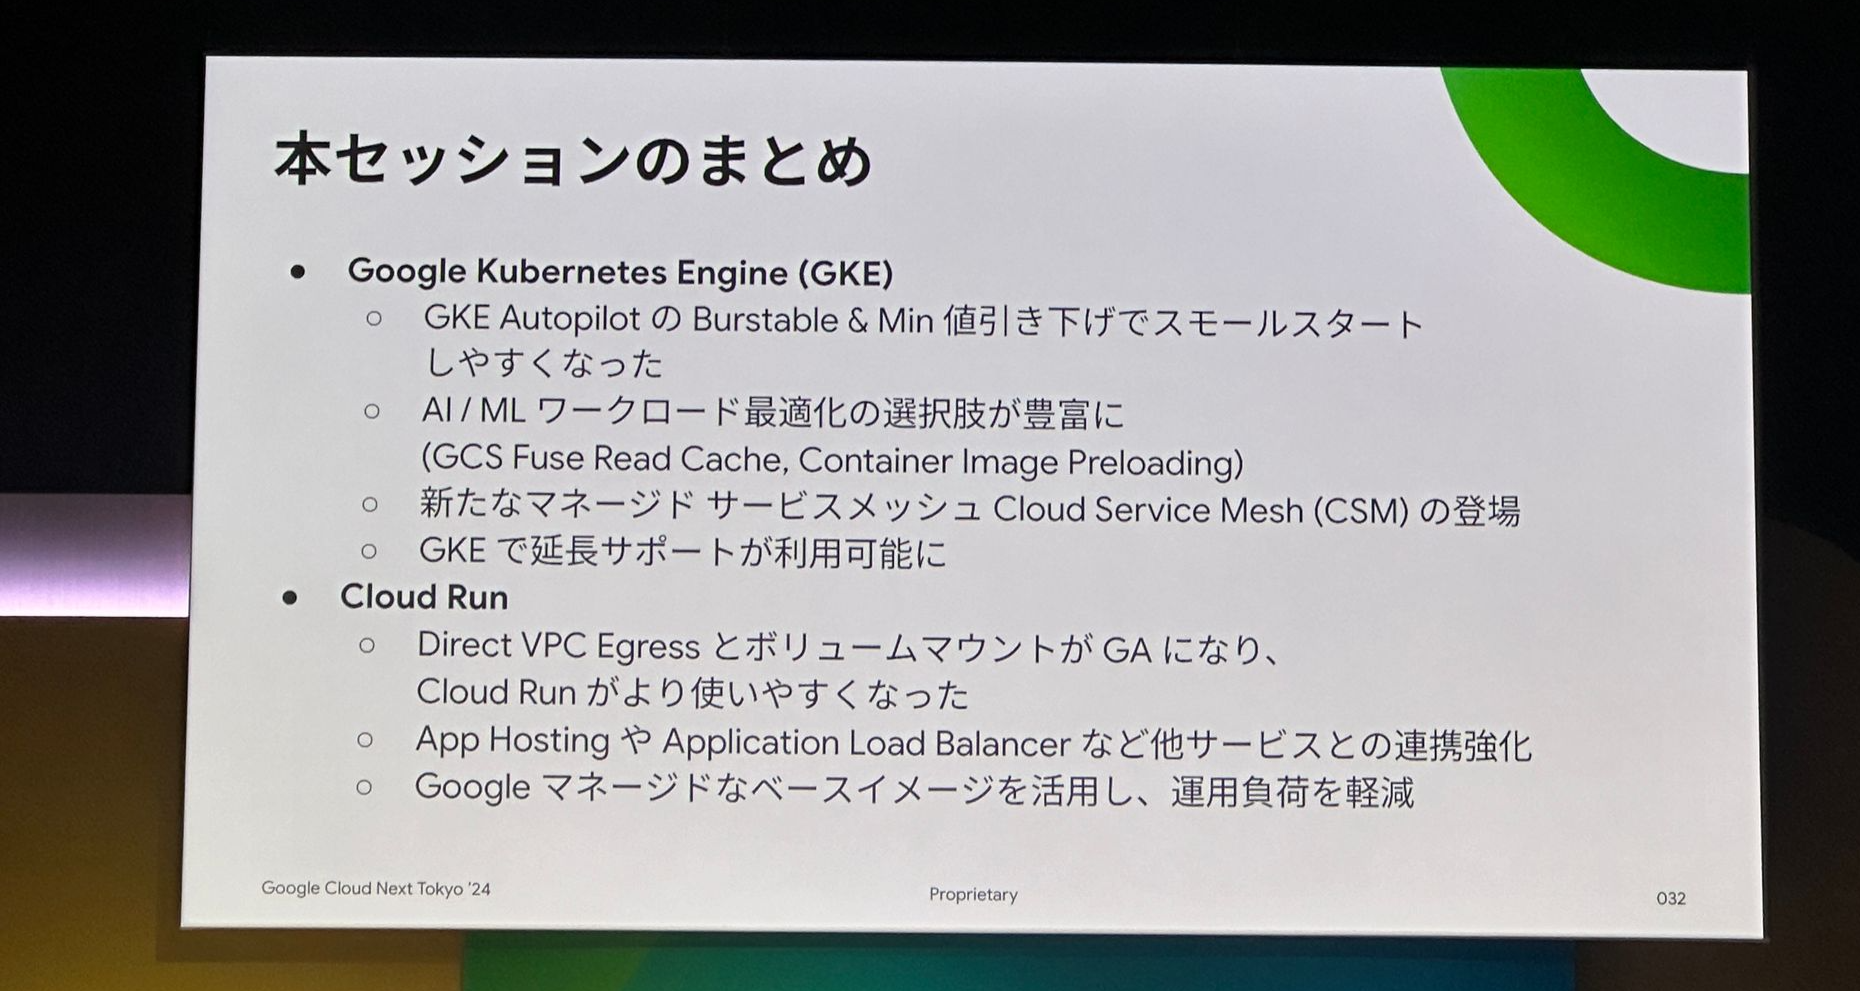 本セッションのまとめ
● Google Kubernetes Engine (GKE)
○ GKE Autopilot の Burstable & Min 値引き下げでスモールスタート
しやすくなった
○ AI / ML ワークロード最適化の選択肢が豊富に
(GCS Fuse Read Cache, Container Image Preloading)
○ 新たなマネージド サービスメッシュ Cloud Service Mesh (CSM) の登場
○ GKE で延長サポートが利用可能に
● Cloud Run
○ Direct VPC Egress とボリュームマウントが GA になり、
Cloud Run がより使いやすくなった
○ App Hosting や Application Load Balancer など他サービスとの連携強化
○ Google マネージドなベースイメージを活用し、運用負荷を軽減
Google Cloud Next Tokyo '24
Proprietary
032